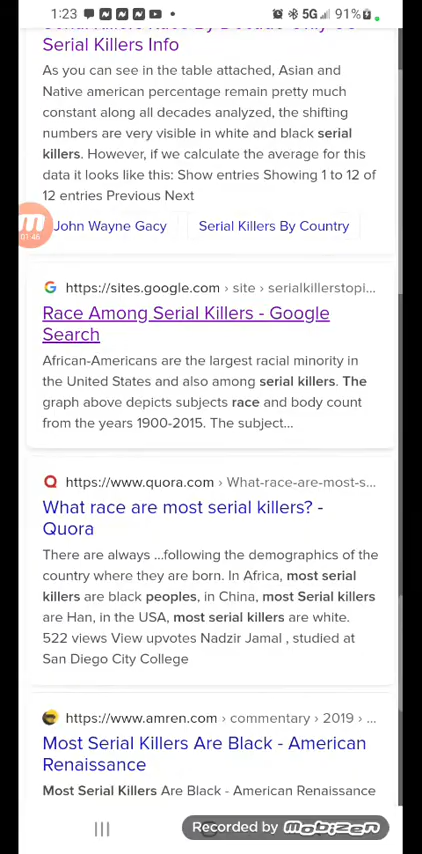 1:23
5G 91%
Serial Killers Race By Decade Only US
Serial Killers Info
As you can see in the table attached, Asian and
Native american percentage remain pretty much
constant along all decades analyzed, the shifting
numbers are very visible in white and black serial
killers. However, if we calculate the average for this
data it looks like this: Show entries Showing 1 to 12 of
12 entries Previous Next
01:46
John Wayne Gacy
Serial Killers By Country
https://sites.google.com › site › serialkillerstopi...
Race Among Serial Killers - Google
Search
African-Americans are the largest racial minority in
the United States and also among serial killers. The
graph above depicts subjects race and body count
from the years 1900-2015. The subject...
https://www.quora.com › What-race-are-most-s...
What race are most serial killers? -
Quora
There are always ...following the demographics of the
country where they are born. In Africa, most serial
killers are black peoples, in China, most Serial killers
are Han, in the USA, most serial killers are white.
522 views View upvotes Nadzir Jamal , studied at
San Diego City College
https://www.amren.com › commentary › 2019 › ...
Most Serial Killers Are Black - American
Renaissance
Most Serial Killers Are Black - American Renaissance
Recorded by mobizen